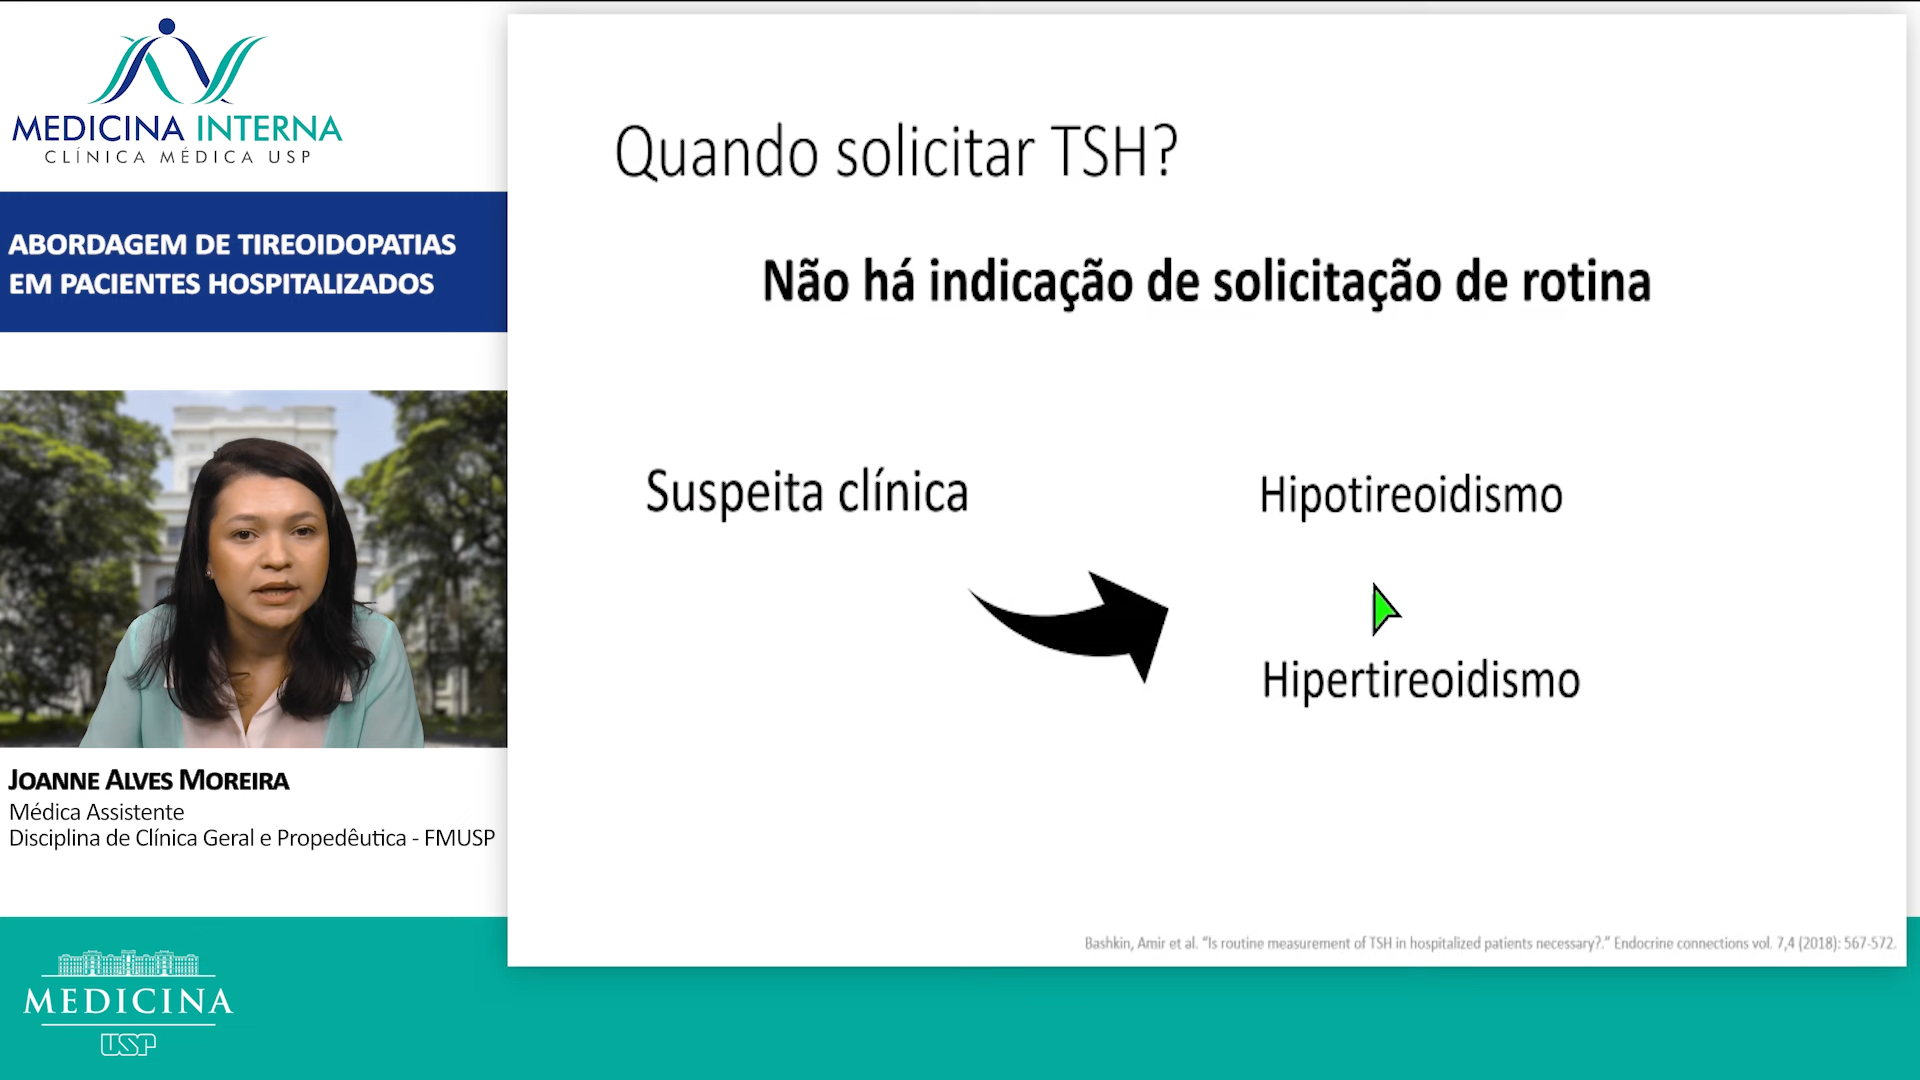 MEDICINA INTERNA
CLÍNICA MÉDICA USP
ABORDAGEM DE TIREOIDOPATIAS
EM PACIENTES HOSPITALIZADOS
JOANNE ALVES MOREIRA
Médica Assistente
Disciplina de Clínica Geral e Propedêutica - FMUSP
MEDICINA
USP
Quando solicitar TSH?
Não há indicação de solicitação de rotina
Suspeita clínica
Hipotireoidismo
Hipertireoidismo
Bashkin, Amir et al. “Is routine measurement of TSH in hospitalized patients necessary?.” Endocrine connections vol. 7,4 (2018): 567-572.